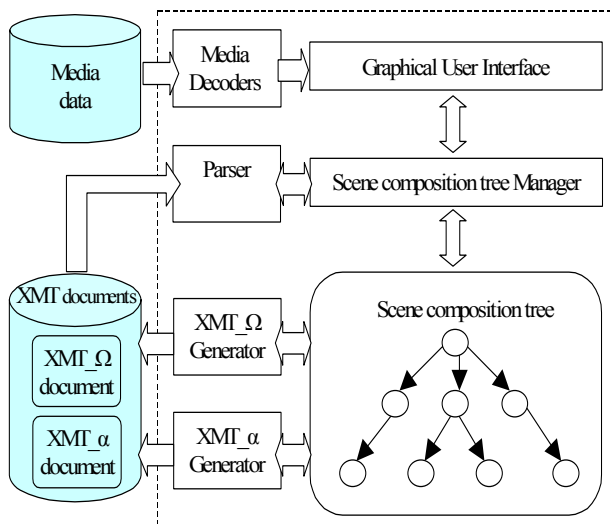 Media
data
Media
Decoders
Graphical User Interface
Parser
Scene composition tree Manager
XMT documents
XMT_Ω
document
XMT_α
document
XMT_Ω
Generator
XMT_α
Generator
Scene composition tree